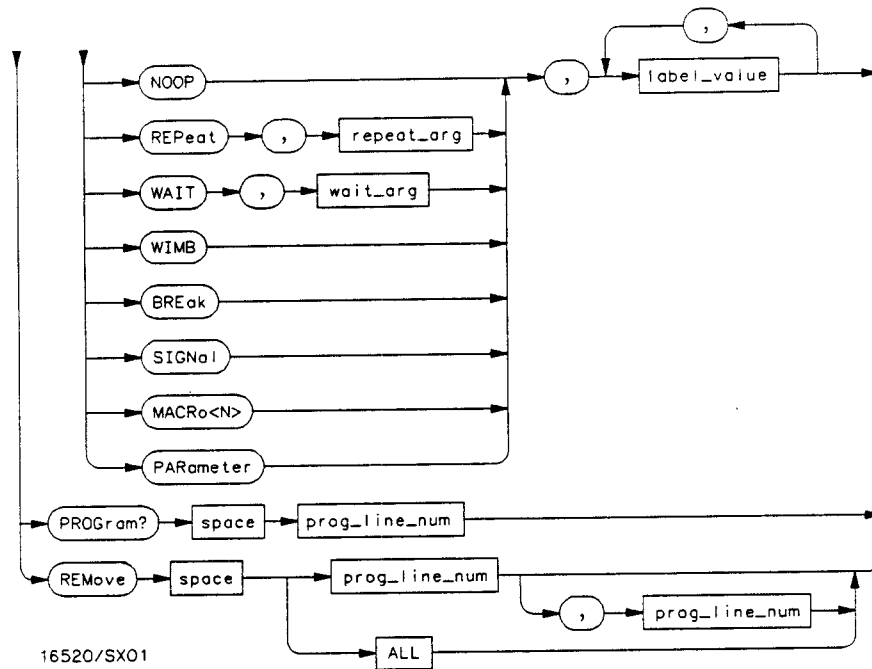 ,
NOOP , label_value
REPeat , repeat_arg
WAIT , wait_arg
WIMB
BREak
SIGNal
MACRo<N>
PARameter
PROGram? space prog_line_num
REMove space prog_line_num
, prog_line_num
ALL
16520/SX01